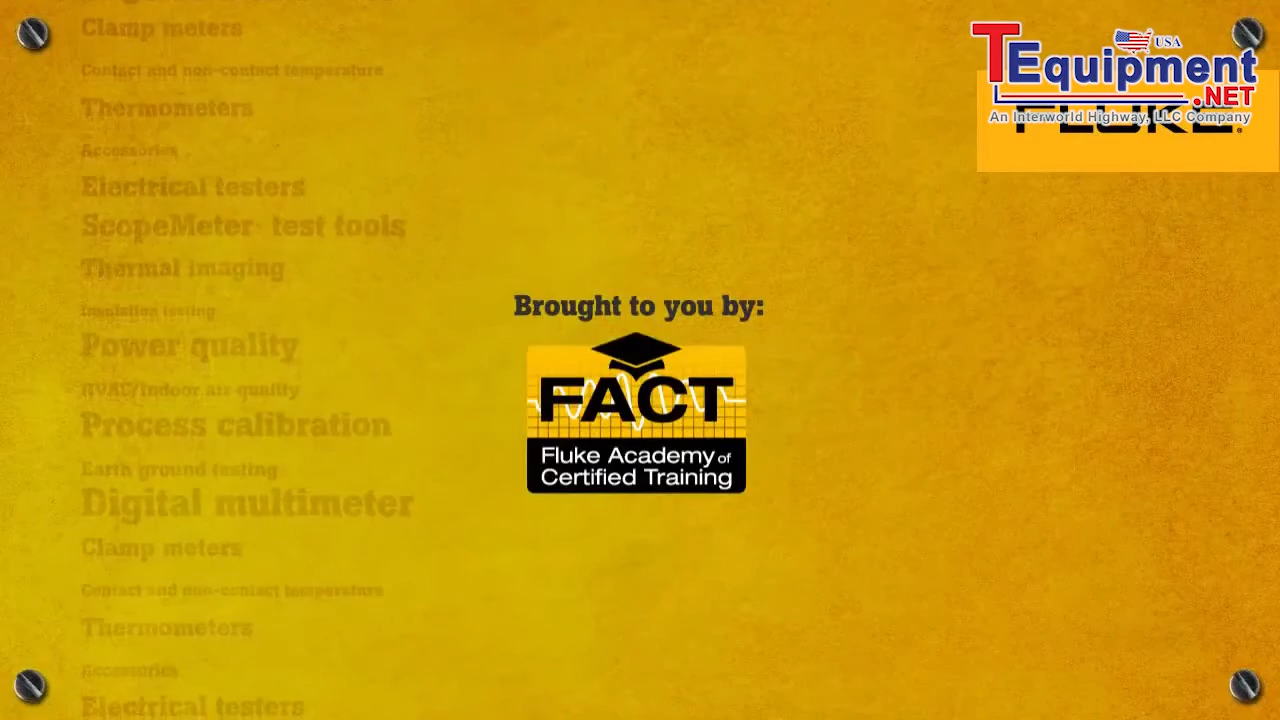 Clamp meters
Contact and non-contact temperature
Thermometers
Accessories
Electrical testers
ScopeMeter® test tools
Thermal imaging
Insulation testing
Power quality
HVAC/Indoor air quality
Process calibration
Earth ground testing
Digital multimeter
Clamp meters
Contact and non-contact temperature
Thermometers
Accessories
Electrical testers
Brought to you by:
FACT
Fluke Academy of
Certified Training
USA
TEquipment
.NET
An Interworld Highway, LLC Company
FLUKE®